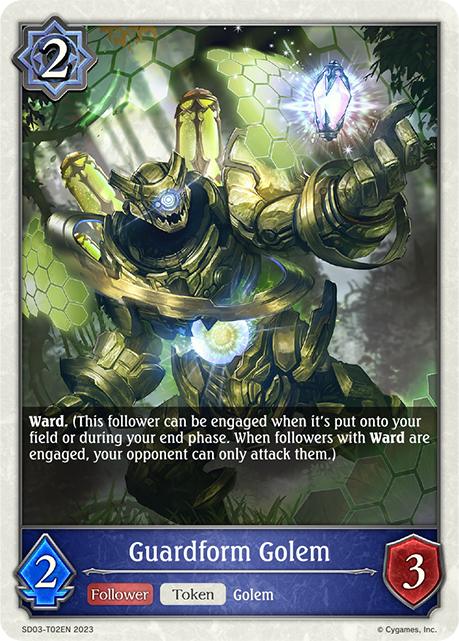 2
Ward. (This follower can be engaged when it's put onto your
field or during your end phase. When followers with Ward are
engaged, your opponent can only attack them.)
Guardform Golem
2
Follower Token Golem
3
SD03-T02EN 2023 © Cygames, Inc.